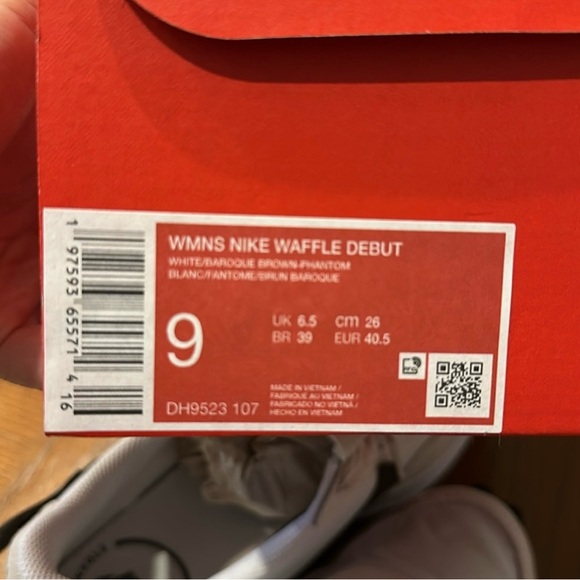 WMNS NIKE WAFFLE DEBUT
WHITE/BAROQUE BROWN-PHANTOM
BLANC/FANTOME/BRUN BAROQUE
9
UK 6.5 cm 26
BR 39 EUR 40.5
MADE IN VIETNAM /
FABRIQUE AU VIETNAM /
FABRICADO NO VIETNÃ /
HECHO EN VIETNAM
DH9523 107
1 97593 65571 4 16